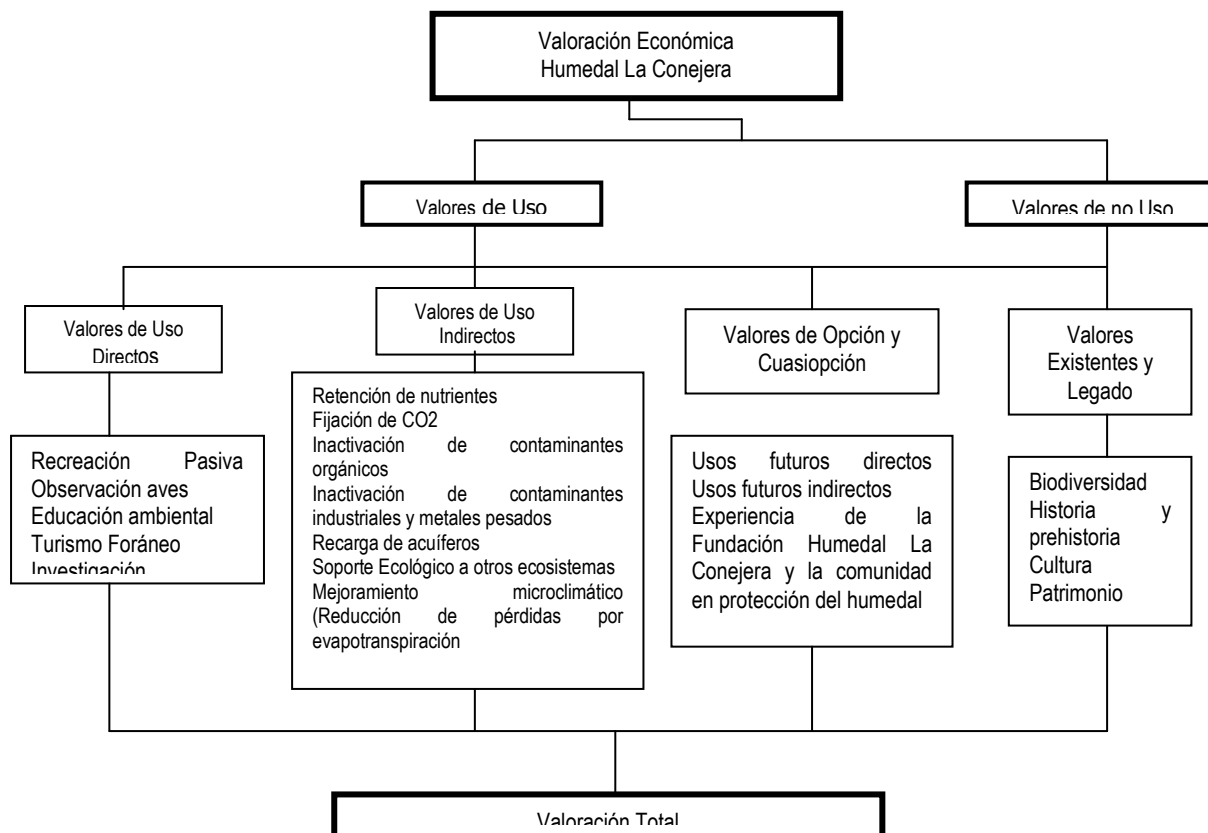 Valoración Económica
Humedal La Conejera
Valores de Uso
Valores de no Uso
Valores de Uso
Directos
Valores de Uso
Indirectos
Valores de Opción y
Cuasiopción
Valores
Existentes y
Legado
Recreación Pasiva
Observación aves
Educación ambiental
Turismo Foráneo
Investigación
Retención de nutrientes
Fijación de CO2
Inactivación de contaminantes
orgánicos
Inactivación de contaminantes
industriales y metales pesados
Recarga de acuíferos
Soporte Ecológico a otros ecosistemas
Mejoramiento microclimático
(Reducción de pérdidas por
evapotranspiración
Usos futuros directos
Usos futuros indirectos
Experiencia de la
Fundación Humedal La
Conejera y la comunidad
en protección del humedal
Biodiversidad
Historia y
prehistoria
Cultura
Patrimonio
Valoración Total